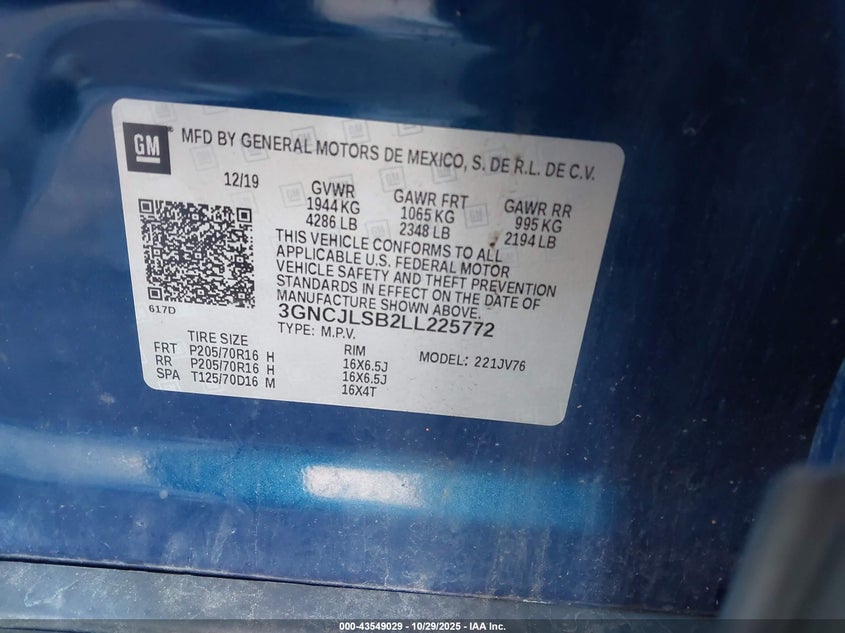 GM
MFD BY GENERAL MOTORS DE MEXICO, S. DE R.L. DE C.V.
12/19
GVWR
1944 KG
4286 LB
GAWR FRT
1065 KG
2348 LB
GAWR RR
995 KG
2194 LB
THIS VEHICLE CONFORMS TO ALL
APPLICABLE U.S. FEDERAL MOTOR
VEHICLE SAFETY AND THEFT PREVENTION
STANDARDS IN EFFECT ON THE DATE OF
MANUFACTURE SHOWN ABOVE.
617D
3GNCJLSB2LL225772
TYPE: M.P.V.
TIRE SIZE RIM MODEL: 221JV76
FRT P205/70R16 H 16X6.5J
RR P205/70R16 H 16X6.5J
SPA T125/70D16 M 16X4T
000-43549029 - 10/29/2025 - IAA Inc.